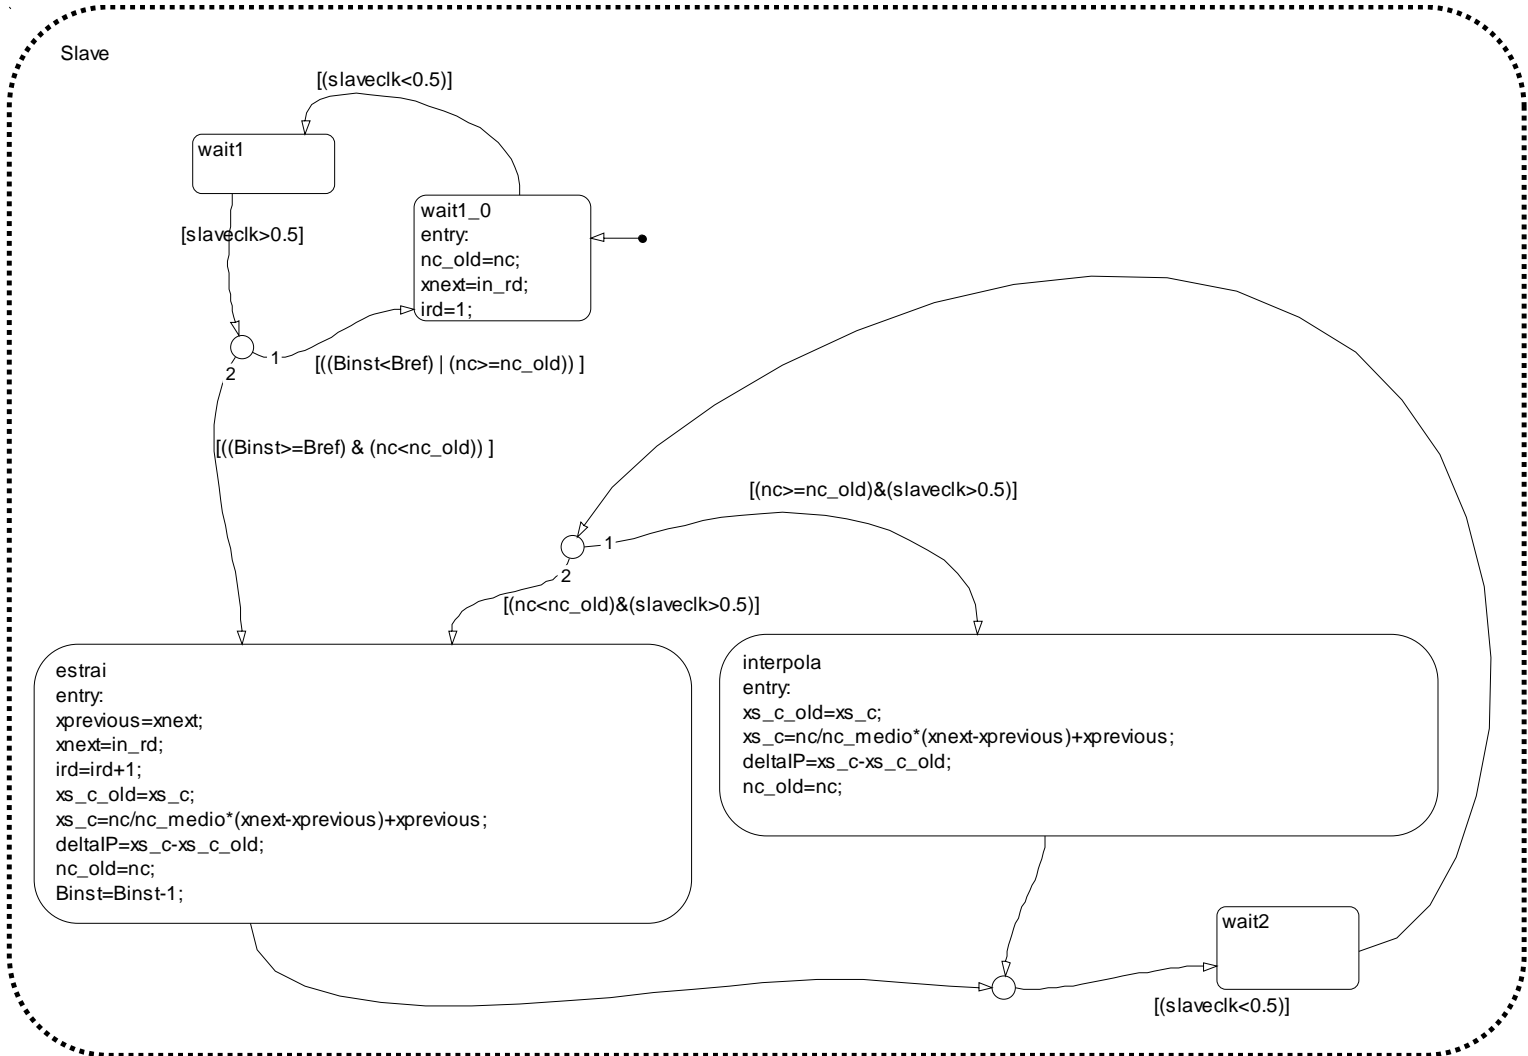 Slave
[(slaveclk<0.5)]
wait1
[slaveclk>0.5]
wait1_0
entry:
nc_old=nc;
xnext=in_rd;
ird=1;
1
[((Binst<Bref) | (nc>=nc_old)) ]
2
[((Binst>=Bref) & (nc<nc_old)) ]
[(nc>=nc_old)&(slaveclk>0.5)]
1
2
[(nc<nc_old)&(slaveclk>0.5)]
estrai
entry:
xprevious=xnext;
xnext=in_rd;
ird=ird+1;
xs_c_old=xs_c;
xs_c=nc/nc_medio*(xnext-xprevious)+xprevious;
deltaIP=xs_c-xs_c_old;
nc_old=nc;
Binst=Binst-1;
interpola
entry:
xs_c_old=xs_c;
xs_c=nc/nc_medio*(xnext-xprevious)+xprevious;
deltaIP=xs_c-xs_c_old;
nc_old=nc;
wait2
[(slaveclk<0.5)]